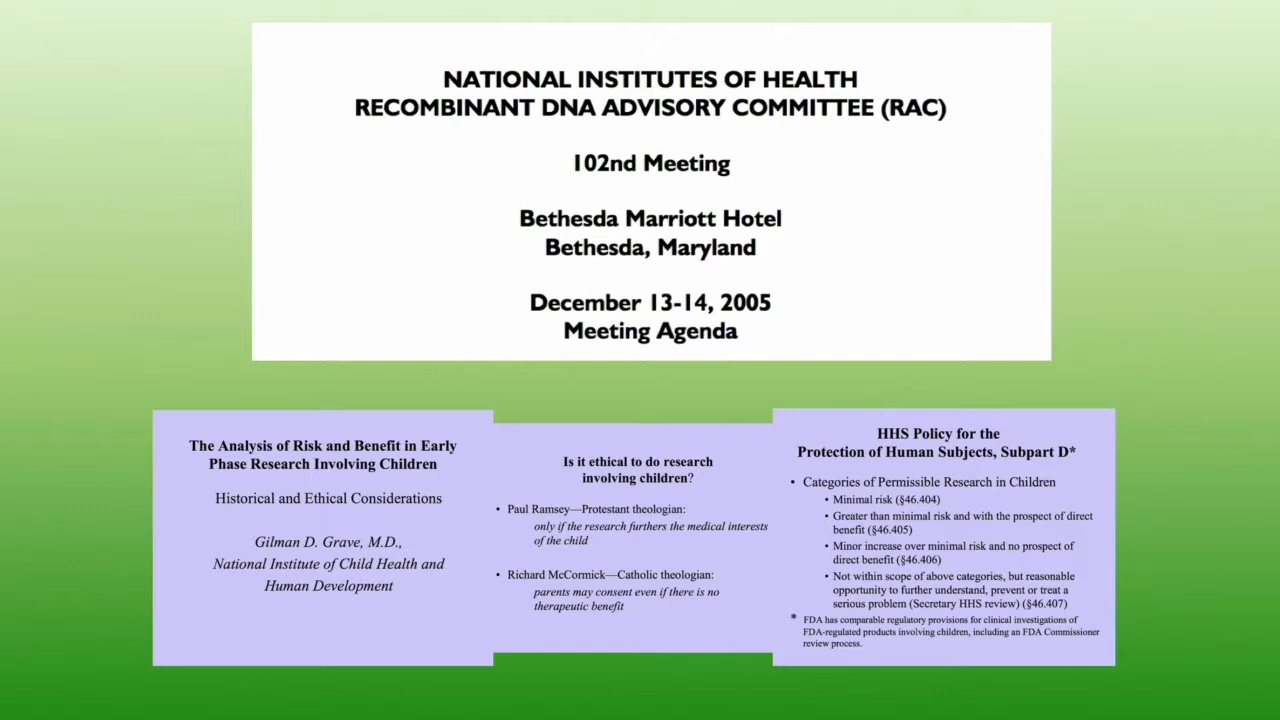 NATIONAL INSTITUTES OF HEALTH
RECOMBINANT DNA ADVISORY COMMITTEE (RAC)
102nd Meeting
Bethesda Marriott Hotel
Bethesda, Maryland
December 13-14, 2005
Meeting Agenda
The Analysis of Risk and Benefit in Early
Phase Research Involving Children
Historical and Ethical Considerations
Gilman D. Grave, M.D.,
National Institute of Child Health and
Human Development
Is it ethical to do research
involving children?
• Paul Ramsey—Protestant theologian:
only if the research furthers the medical interests
of the child
• Richard McCormick—Catholic theologian:
parents may consent even if there is no
therapeutic benefit
HHS Policy for the
Protection of Human Subjects, Subpart D*
• Categories of Permissible Research in Children
• Minimal risk (§46.404)
• Greater than minimal risk and with the prospect of direct
benefit (§46.405)
• Minor increase over minimal risk and no prospect of
direct benefit (§46.406)
• Not within scope of above categories, but reasonable
opportunity to further understand, prevent or treat a
serious problem (Secretary HHS review) (§46.407)
* FDA has comparable regulatory provisions for clinical investigations of
FDA-regulated products involving children, including an FDA Commissioner
review process.